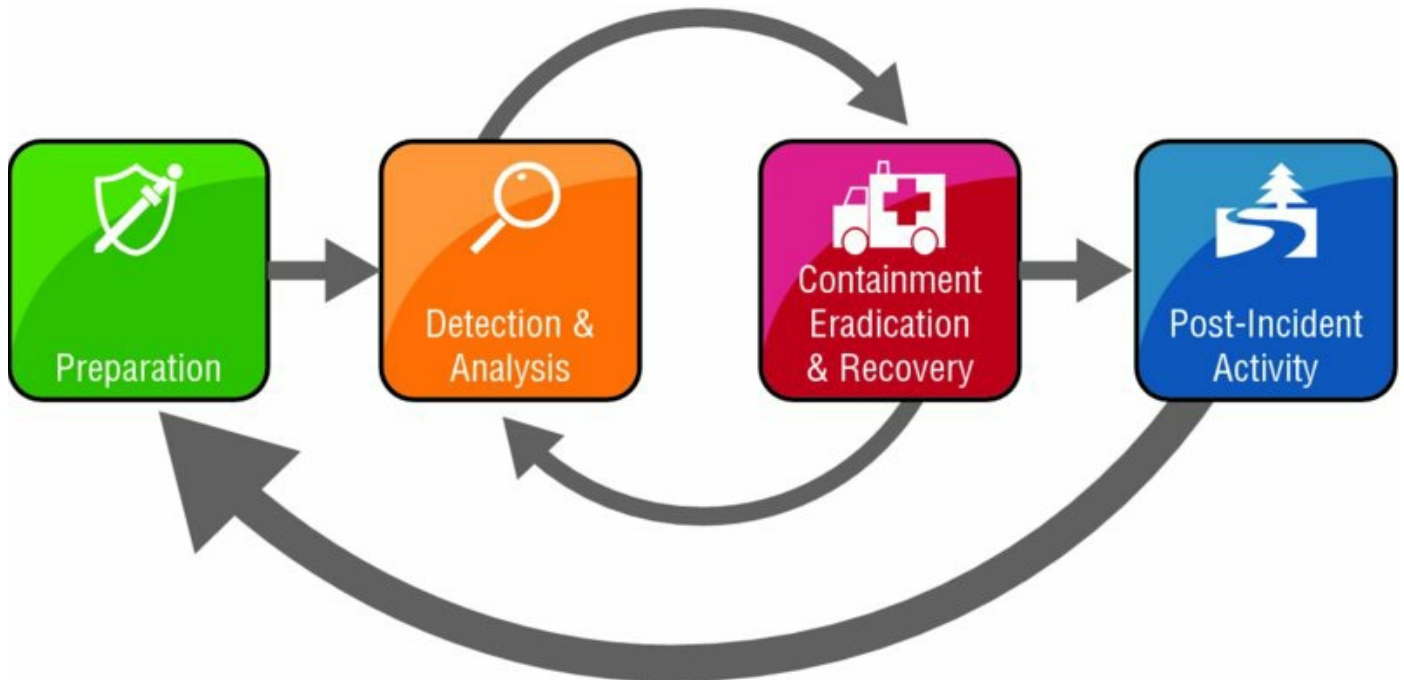 Preparation
Detection &
Analysis
Containment
Eradication
& Recovery
Post-Incident
Activity